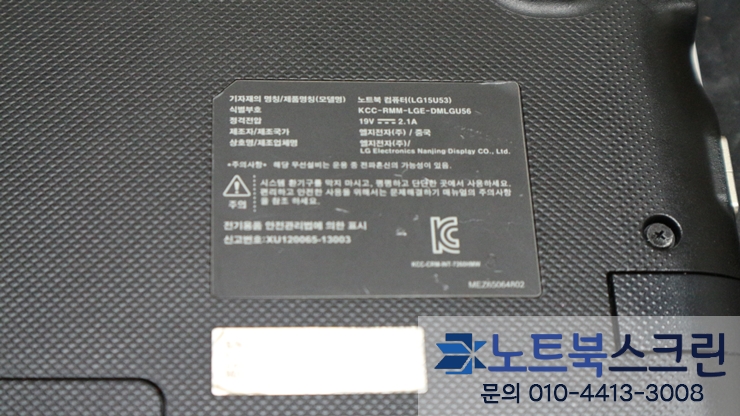 기자재의 명칭/제품명칭(모델명) 노트북 컴퓨터(LG15U53)
식별부호 KCC-RMM-LGE-DMLGU56
정격전압 19V ⎓ 2.1A
제조자/제조국가 엘지전자(주) / 중국
상호명/제조업체명 엘지전자(주)/
LG Electronics Nanjing Display CO., Ltd.
*주의사항* 해당 무선설비는 운용 중 전파혼신의 가능성이 있음.
주의
시스템 환기구를 막지 마시고, 평평하고 단단한 곳에서 사용하세요.
편리하고 안전한 사용을 위해서는 문제해결하기 매뉴얼의 주의사항
을 참조 하세요.
전기용품 안전관리법에 의한 표시
신고번호: XU120065-13003
KCC-CRM-INT-7260HMW
MEZ65064802
노트북스크린
문의 010-4413-3008